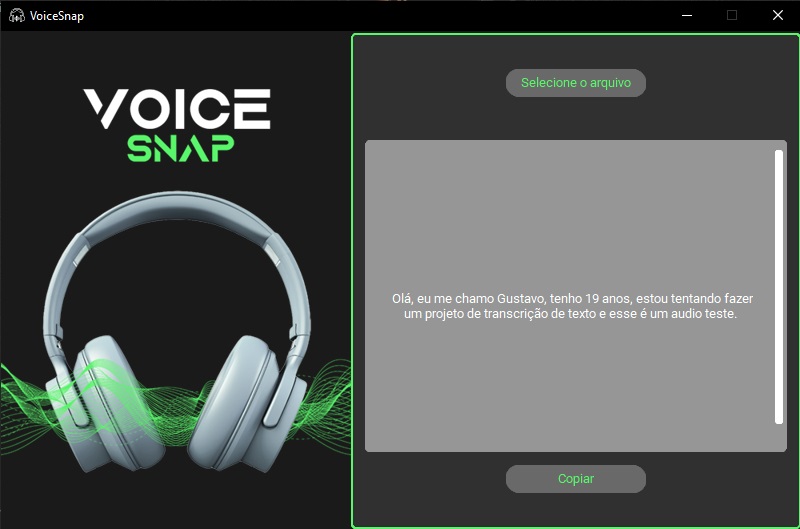 VoiceSnap
VOICE
SNAP
Selecione o arquivo
Olá, eu me chamo Gustavo, tenho 19 anos, estou tentando fazer
um projeto de transcrição de texto e esse é um audio teste.
Copiar